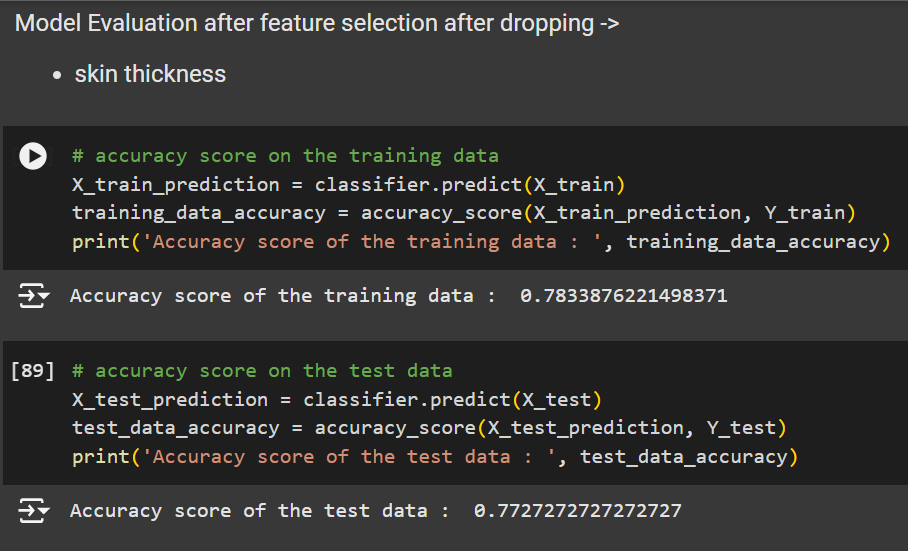 Model Evaluation after feature selection after dropping ->
• skin thickness
# accuracy score on the training data
X_train_prediction = classifier.predict(X_train)
training_data_accuracy = accuracy_score(X_train_prediction, Y_train)
print('Accuracy score of the training data : ', training_data_accuracy)
Accuracy score of the training data :  0.7833876221498371
[89] # accuracy score on the test data
X_test_prediction = classifier.predict(X_test)
test_data_accuracy = accuracy_score(X_test_prediction, Y_test)
print('Accuracy score of the test data : ', test_data_accuracy)
Accuracy score of the test data :  0.7727272727272727